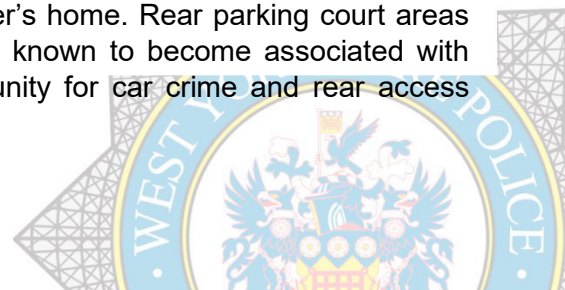 er's home. Rear parking court areas
known to become associated with
unity for car crime and rear access
WEST YO
E POLICE